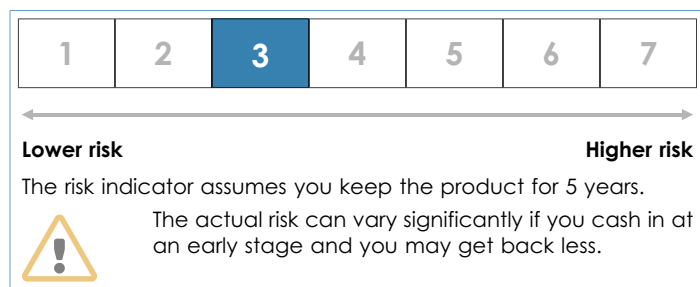 1 2 3 4 5 6 7
Lower risk Higher risk
The risk indicator assumes you keep the product for 5 years.
The actual risk can vary significantly if you cash in at
an early stage and you may get back less.